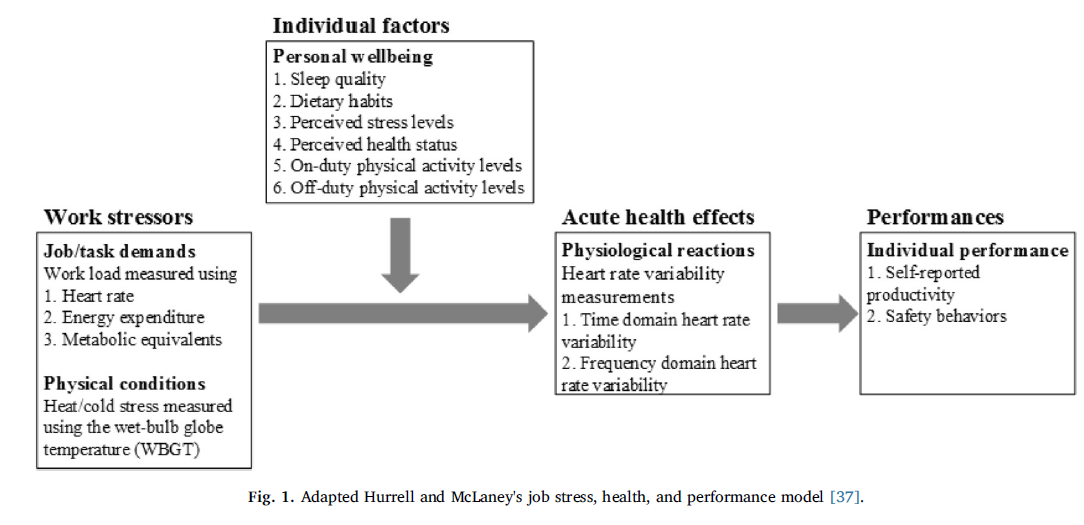 Individual factors
Personal wellbeing
1. Sleep quality
2. Dietary habits
3. Perceived stress levels
4. Perceived health status
5. On-duty physical activity levels
6. Off-duty physical activity levels
Work stressors
Job/task demands
Work load measured using
1. Heart rate
2. Energy expenditure
3. Metabolic equivalents
Physical conditions
Heat/cold stress measured
using the wet-bulb globe
temperature (WBGT)
Acute health effects
Physiological reactions
Heart rate variability
measurements
1. Time domain heart rate
variability
2. Frequency domain heart
rate variability
Performances
Individual performance
1. Self-reported
productivity
2. Safety behaviors
Fig. 1. Adapted Hurrell and McLaney's job stress, health, and performance model [37].